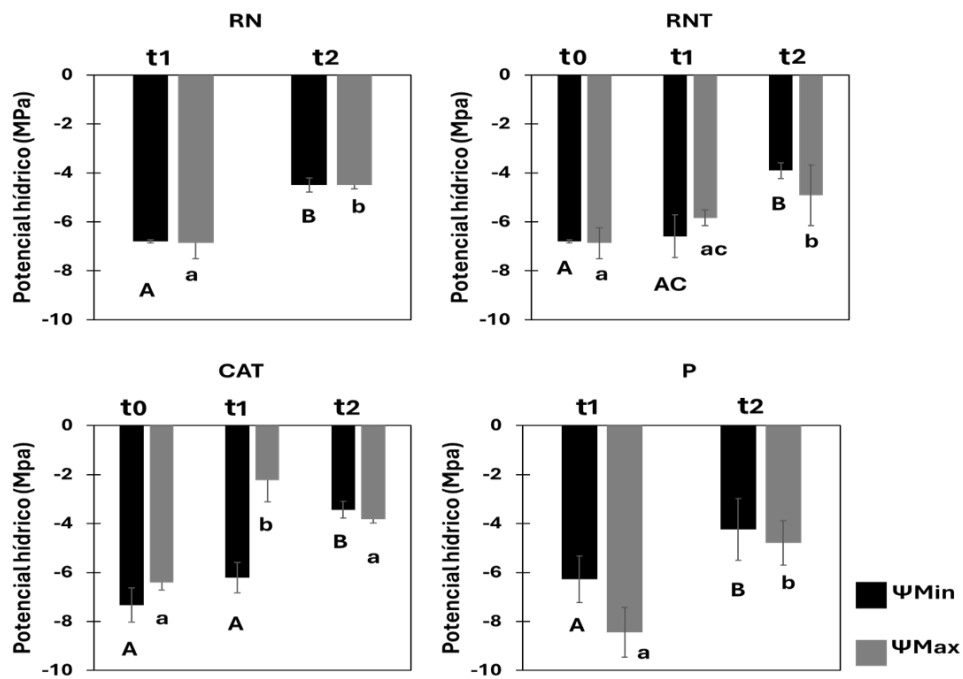 RN
t1 t2
Potencial hídrico (MPa)
0
-2
-4
-6
-8
-10
A a B b
RNT
t0 t1 t2
Potencial hídrico (Mpa)
0
-2
-4
-6
-8
-10
A a AC ac B b
CAT
t0 t1 t2
Potencial hídrico (Mpa)
0
-2
-4
-6
-8
-10
A a A b B a
P
t1 t2
Potencial hídrico (Mpa)
0
-2
-4
-6
-8
-10
A a B b
ΨMin
ΨMax